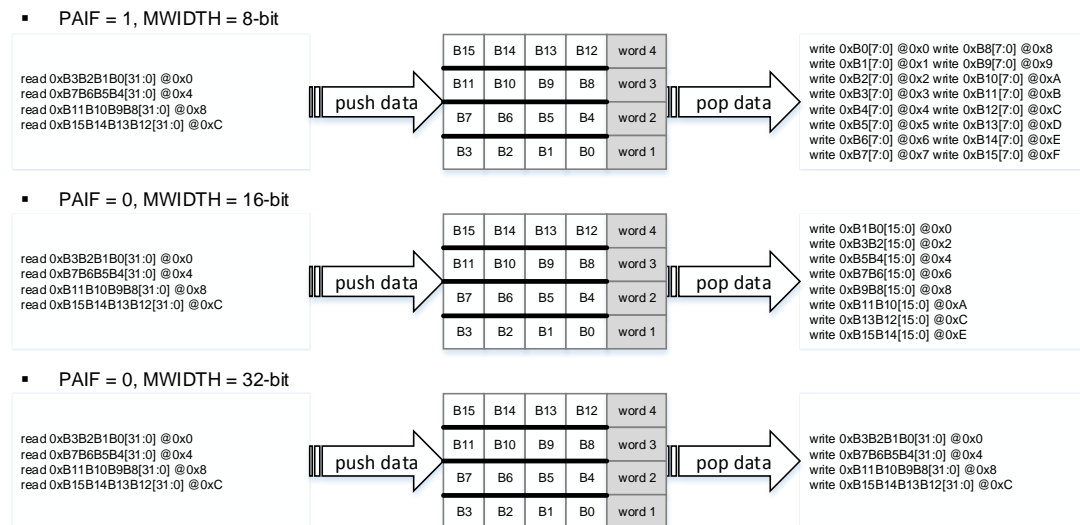 ▪ PAIF = 1, MWIDTH = 8-bit
read 0xB3B2B1B0[31:0] @0x0
read 0xB7B6B5B4[31:0] @0x4
read 0xB11B10B9B8[31:0] @0x8
read 0xB15B14B13B12[31:0] @0xC
push data
B15 B14 B13 B12 word 4
B11 B10 B9 B8 word 3
B7 B6 B5 B4 word 2
B3 B2 B1 B0 word 1
pop data
write 0xB0[7:0] @0x0 write 0xB8[7:0] @0x8
write 0xB1[7:0] @0x1 write 0xB9[7:0] @0x9
write 0xB2[7:0] @0x2 write 0xB10[7:0] @0xA
write 0xB3[7:0] @0x3 write 0xB11[7:0] @0xB
write 0xB4[7:0] @0x4 write 0xB12[7:0] @0xC
write 0xB5[7:0] @0x5 write 0xB13[7:0] @0xD
write 0xB6[7:0] @0x6 write 0xB14[7:0] @0xE
write 0xB7[7:0] @0x7 write 0xB15[7:0] @0xF
▪ PAIF = 0, MWIDTH = 16-bit
read 0xB3B2B1B0[31:0] @0x0
read 0xB7B6B5B4[31:0] @0x4
read 0xB11B10B9B8[31:0] @0x8
read 0xB15B14B13B12[31:0] @0xC
push data
B15 B14 B13 B12 word 4
B11 B10 B9 B8 word 3
B7 B6 B5 B4 word 2
B3 B2 B1 B0 word 1
pop data
write 0xB1B0[15:0] @0x0
write 0xB3B2[15:0] @0x2
write 0xB5B4[15:0] @0x4
write 0xB7B6[15:0] @0x6
write 0xB9B8[15:0] @0x8
write 0xB11B10[15:0] @0xA
write 0xB13B12[15:0] @0xC
write 0xB15B14[15:0] @0xE
▪ PAIF = 0, MWIDTH = 32-bit
read 0xB3B2B1B0[31:0] @0x0
read 0xB7B6B5B4[31:0] @0x4
read 0xB11B10B9B8[31:0] @0x8
read 0xB15B14B13B12[31:0] @0xC
push data
B15 B14 B13 B12 word 4
B11 B10 B9 B8 word 3
B7 B6 B5 B4 word 2
B3 B2 B1 B0 word 1
pop data
write 0xB3B2B1B0[31:0] @0x0
write 0xB7B6B5B4[31:0] @0x4
write 0xB11B10B9B8[31:0] @0x8
write 0xB15B14B13B12[31:0] @0xC